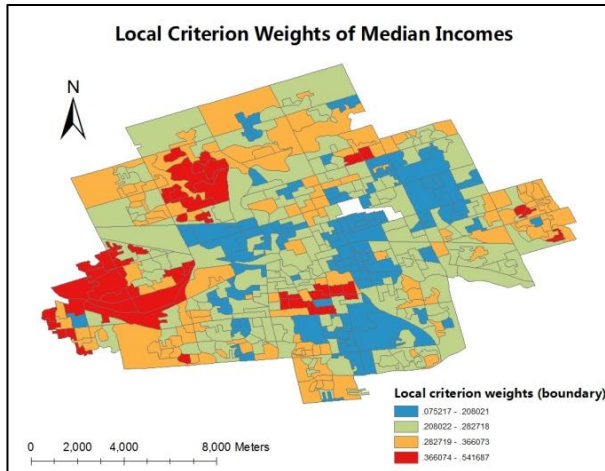 Local Criterion Weights of Median Incomes
N
Local criterion weights (boundary)
.075217 - .208021
.208022 - .282718
.282719 - .366073
.366074 - .541687
0 2,000 4,000 8,000 Meters